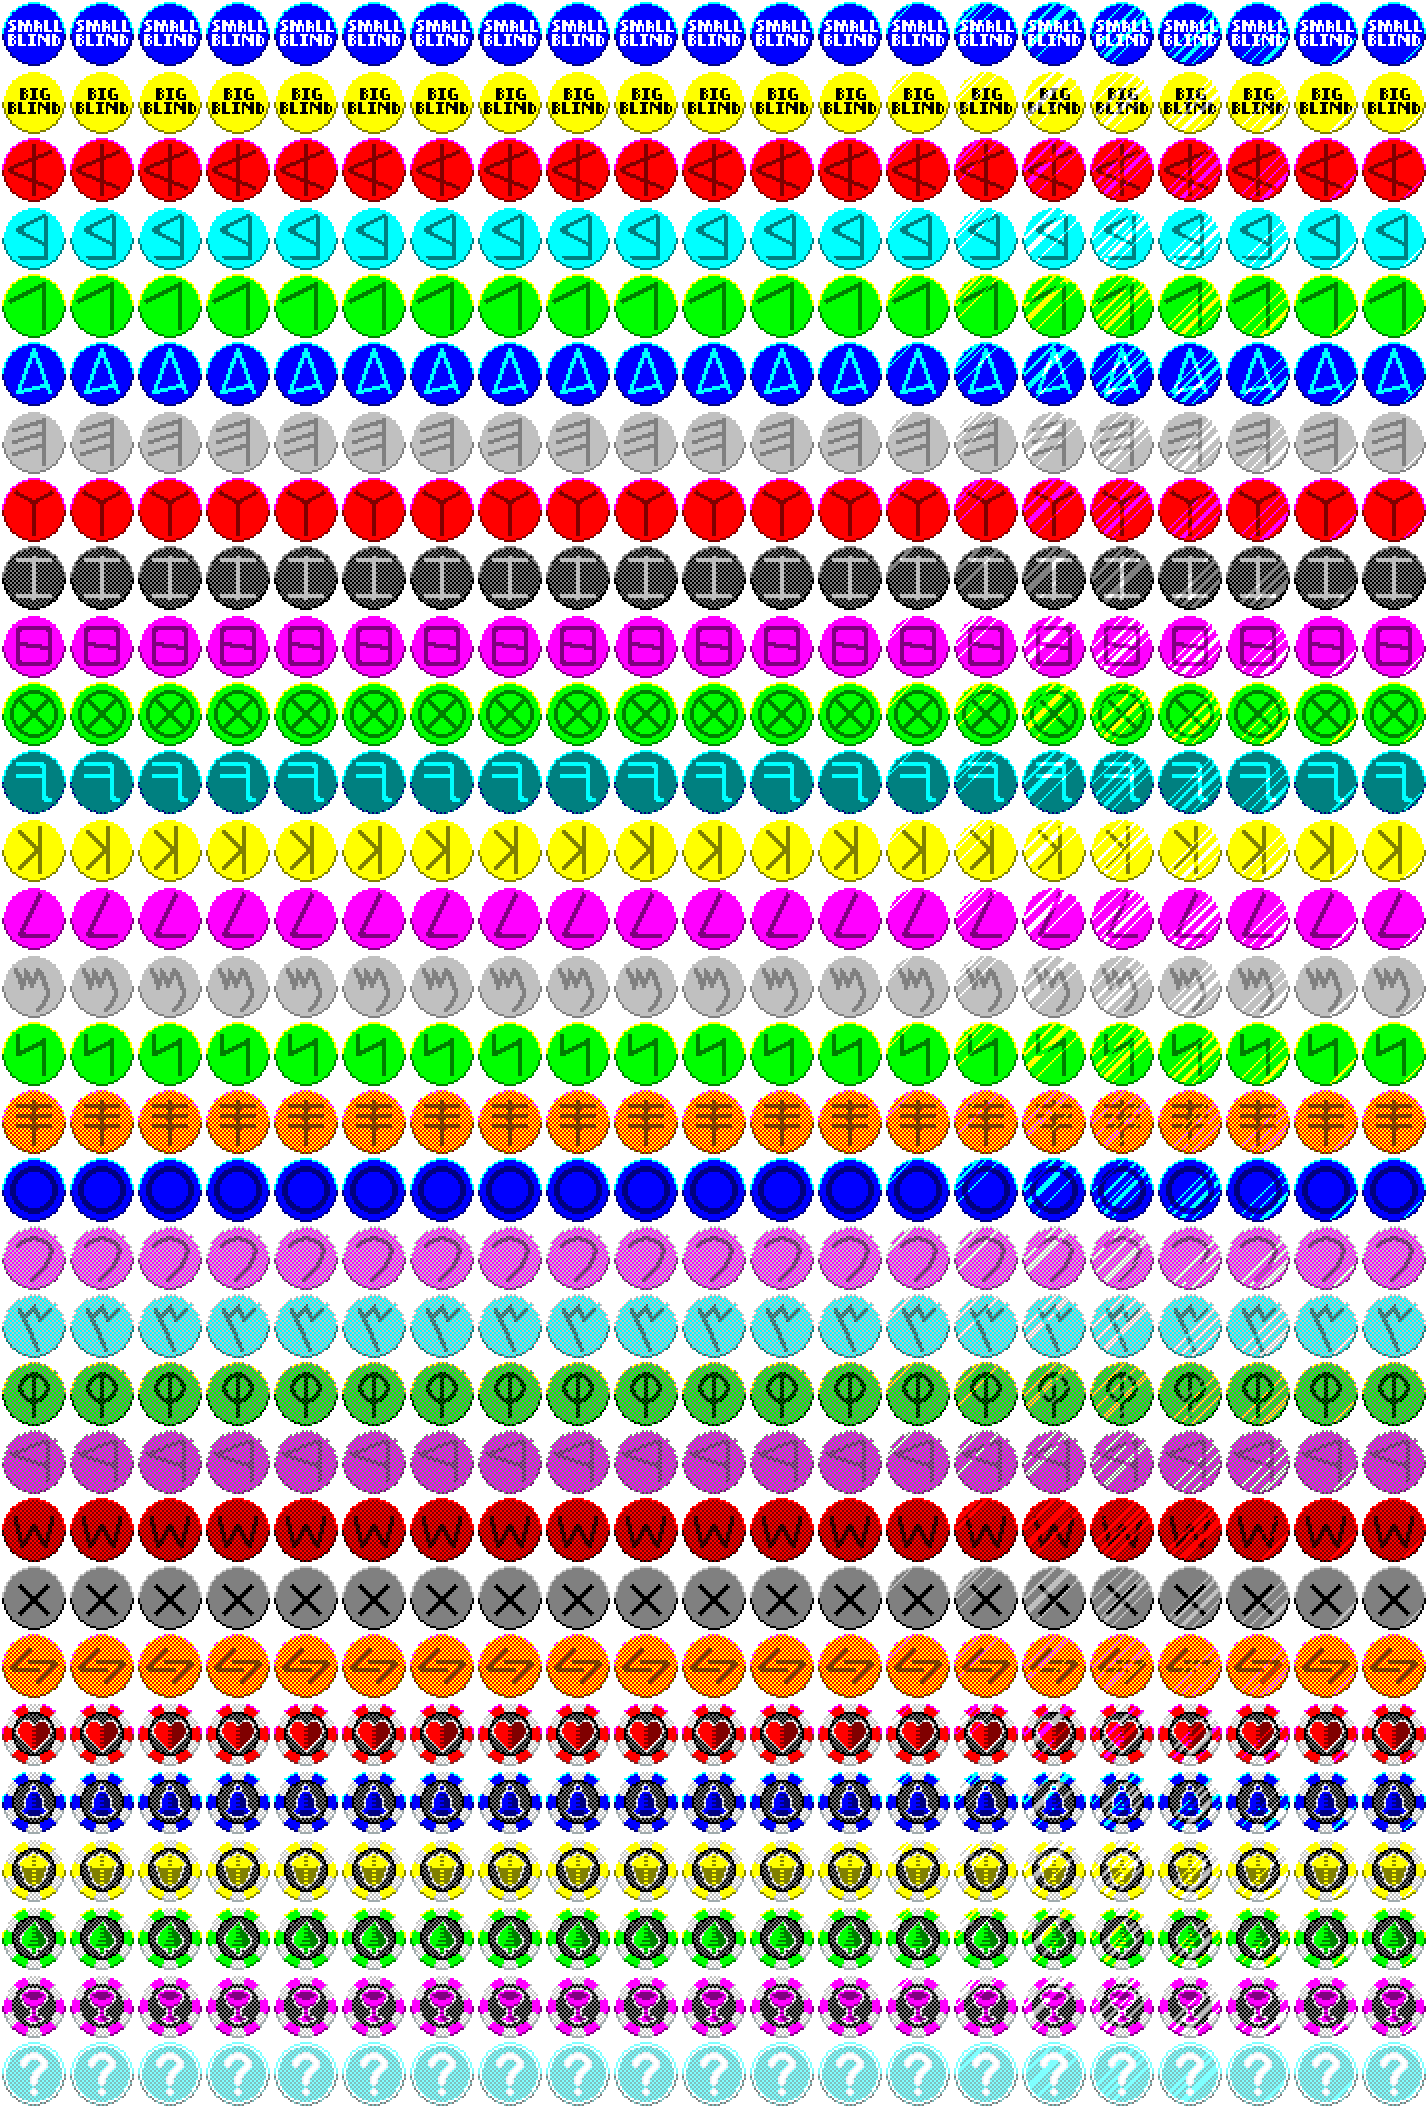 SMALL SMALL SMALL SMALL SMALL SMALL SMALL SMALL SMALL SMALL SMALL SMALL SMALL SMALL SMALL SMALL SMALL SMALL SMALL SMALL SMALL
BLIND BLIND BLIND BLIND BLIND BLIND BLIND BLIND BLIND BLIND BLIND BLIND BLIND BLIND BLIND BLIND BLIND BLIND BLIND BLIND BLIND
BIG BIG BIG BIG BIG BIG BIG BIG BIG BIG BIG BIG BIG BIG BIG BIG BIG BIG BIG BIG BIG
BLIND BLIND BLIND BLIND BLIND BLIND BLIND BLIND BLIND BLIND BLIND BLIND BLIND BLIND BLIND BLIND BLIND BLIND BLIND BLIND BLIND
𐤀 𐤀 𐤀 𐤀 𐤀 𐤀 𐤀 𐤀 𐤀 𐤀 𐤀 𐤀 𐤀 𐤀 𐤀 𐤀 𐤀 𐤀 𐤀 𐤀 𐤀
𐤁 𐤁 𐤁 𐤁 𐤁 𐤁 𐤁 𐤁 𐤁 𐤁 𐤁 𐤁 𐤁 𐤁 𐤁 𐤁 𐤁 𐤁 𐤁 𐤁 𐤁
𐤂 𐤂 𐤂 𐤂 𐤂 𐤂 𐤂 𐤂 𐤂 𐤂 𐤂 𐤂 𐤂 𐤂 𐤂 𐤂 𐤂 𐤂 𐤂 𐤂 𐤂
𐤃 𐤃 𐤃 𐤃 𐤃 𐤃 𐤃 𐤃 𐤃 𐤃 𐤃 𐤃 𐤃 𐤃 𐤃 𐤃 𐤃 𐤃 𐤃 𐤃 𐤃
𐤄 𐤄 𐤄 𐤄 𐤄 𐤄 𐤄 𐤄 𐤄 𐤄 𐤄 𐤄 𐤄 𐤄 𐤄 𐤄 𐤄 𐤄 𐤄 𐤄 𐤄
𐤅 𐤅 𐤅 𐤅 𐤅 𐤅 𐤅 𐤅 𐤅 𐤅 𐤅 𐤅 𐤅 𐤅 𐤅 𐤅 𐤅 𐤅 𐤅 𐤅 𐤅
𐤆 𐤆 𐤆 𐤆 𐤆 𐤆 𐤆 𐤆 𐤆 𐤆 𐤆 𐤆 𐤆 𐤆 𐤆 𐤆 𐤆 𐤆 𐤆 𐤆 𐤆
𐤇 𐤇 𐤇 𐤇 𐤇 𐤇 𐤇 𐤇 𐤇 𐤇 𐤇 𐤇 𐤇 𐤇 𐤇 𐤇 𐤇 𐤇 𐤇 𐤇 𐤇
𐤈 𐤈 𐤈 𐤈 𐤈 𐤈 𐤈 𐤈 𐤈 𐤈 𐤈 𐤈 𐤈 𐤈 𐤈 𐤈 𐤈 𐤈 𐤈 𐤈 𐤈
𐤉 𐤉 𐤉 𐤉 𐤉 𐤉 𐤉 𐤉 𐤉 𐤉 𐤉 𐤉 𐤉 𐤉 𐤉 𐤉 𐤉 𐤉 𐤉 𐤉 𐤉
𐤊 𐤊 𐤊 𐤊 𐤊 𐤊 𐤊 𐤊 𐤊 𐤊 𐤊 𐤊 𐤊 𐤊 𐤊 𐤊 𐤊 𐤊 𐤊 𐤊 𐤊
𐤋 𐤋 𐤋 𐤋 𐤋 𐤋 𐤋 𐤋 𐤋 𐤋 𐤋 𐤋 𐤋 𐤋 𐤋 𐤋 𐤋 𐤋 𐤋 𐤋 𐤋
𐤌 𐤌 𐤌 𐤌 𐤌 𐤌 𐤌 𐤌 𐤌 𐤌 𐤌 𐤌 𐤌 𐤌 𐤌 𐤌 𐤌 𐤌 𐤌 𐤌 𐤌
𐤍 𐤍 𐤍 𐤍 𐤍 𐤍 𐤍 𐤍 𐤍 𐤍 𐤍 𐤍 𐤍 𐤍 𐤍 𐤍 𐤍 𐤍 𐤍 𐤍 𐤍
𐤎 𐤎 𐤎 𐤎 𐤎 𐤎 𐤎 𐤎 𐤎 𐤎 𐤎 𐤎 𐤎 𐤎 𐤎 𐤎 𐤎 𐤎 𐤎 𐤎 𐤎
𐤏 𐤏 𐤏 𐤏 𐤏 𐤏 𐤏 𐤏 𐤏 𐤏 𐤏 𐤏 𐤏 𐤏 𐤏 𐤏 𐤏 𐤏 𐤏 𐤏 𐤏
𐤐 𐤐 𐤐 𐤐 𐤐 𐤐 𐤐 𐤐 𐤐 𐤐 𐤐 𐤐 𐤐 𐤐 𐤐 𐤐 𐤐 𐤐 𐤐 𐤐 𐤐
𐤑 𐤑 𐤑 𐤑 𐤑 𐤑 𐤑 𐤑 𐤑 𐤑 𐤑 𐤑 𐤑 𐤑 𐤑 𐤑 𐤑 𐤑 𐤑 𐤑 𐤑
𐤒 𐤒 𐤒 𐤒 𐤒 𐤒 𐤒 𐤒 𐤒 𐤒 𐤒 𐤒 𐤒 𐤒 𐤒 𐤒 𐤒 𐤒 𐤒 𐤒 𐤒
𐤓 𐤓 𐤓 𐤓 𐤓 𐤓 𐤓 𐤓 𐤓 𐤓 𐤓 𐤓 𐤓 𐤓 𐤓 𐤓 𐤓 𐤓 𐤓 𐤓 𐤓
𐤔 𐤔 𐤔 𐤔 𐤔 𐤔 𐤔 𐤔 𐤔 𐤔 𐤔 𐤔 𐤔 𐤔 𐤔 𐤔 𐤔 𐤔 𐤔 𐤔 𐤔
𐤕 𐤕 𐤕 𐤕 𐤕 𐤕 𐤕 𐤕 𐤕 𐤕 𐤕 𐤕 𐤕 𐤕 𐤕 𐤕 𐤕 𐤕 𐤕 𐤕 𐤕
? ? ? ? ? ? ? ? ? ? ? ? ? ? ? ? ? ? ? ? ?